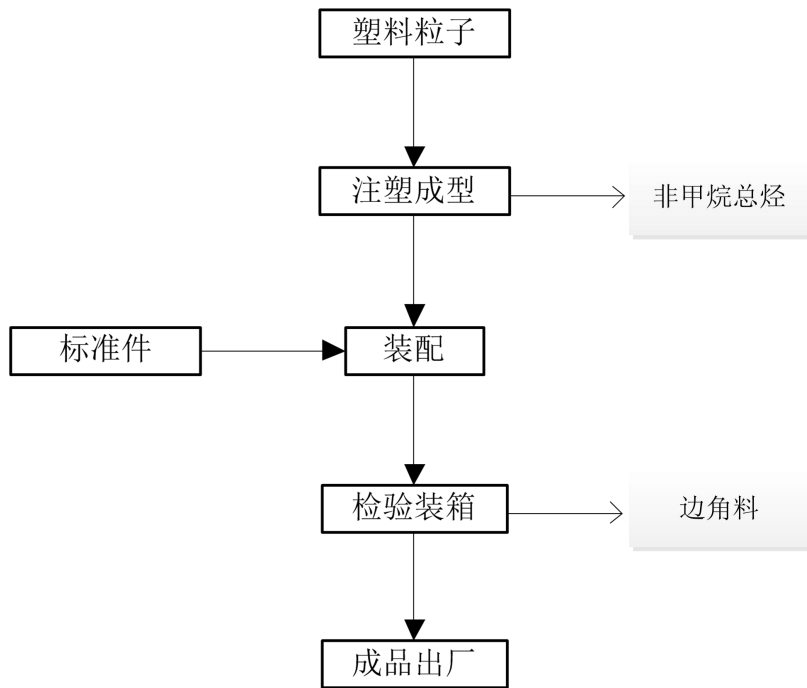 塑料粒子
注塑成型
非甲烷总烃
标准件
装配
检验装箱
边角料
成品出厂